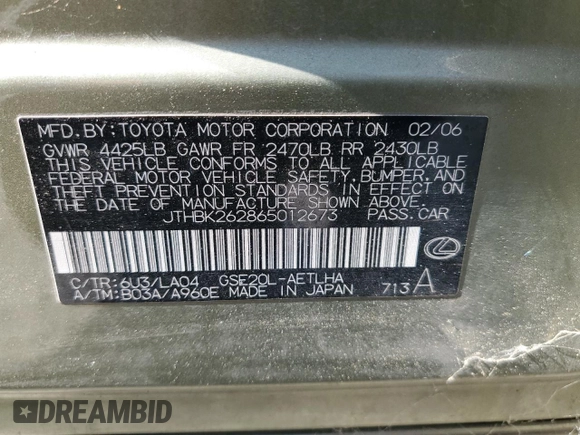 MFD.BY: TOYOTA MOTOR CORPORATION 02/06
GVWR 4425LB GAWR FR 2470LB RR 2430LB
THIS VEHICLE CONFORMS TO ALL APPLICABLE
FEDERAL MOTOR VEHICLE SAFETY, BUMPER, AND
THEFT PREVENTION STANDARDS IN EFFECT ON
THE DATE OF MANUFACTURE SHOWN ABOVE.
JTHBK262865012673 PASS.CAR
C/TR:6U3/LA04 GSE20L-AETLHA
A/TM:B03A/A960E MADE IN JAPAN 713A
DREAMBID